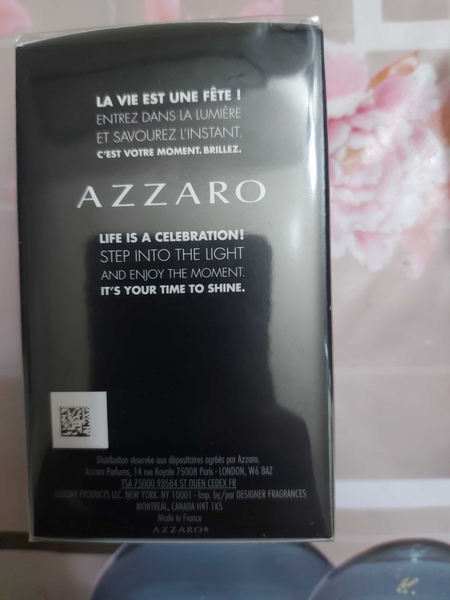 LA VIE EST UNE FÊTE !
ENTREZ DANS LA LUMIÈRE
ET SAVOUREZ L'INSTANT.
C'EST VOTRE MOMENT. BRILLEZ.
AZZARO
LIFE IS A CELEBRATION!
STEP INTO THE LIGHT
AND ENJOY THE MOMENT.
IT'S YOUR TIME TO SHINE.
Distribution réservée aux dépositaires agréés par Azzaro.
Azzaro Parfums, 14 rue Royale 75008 Paris - LONDON, W6 8AZ
TSA 75000 93584 ST OUEN CEDEX FR
LUXURY PRODUCTS LLC. NEW YORK. NY 10001 - Imp. by/par DESIGNER FRAGRANCES
MONTREAL, CANADA H4T 1K5
Made in France
AZZARO®